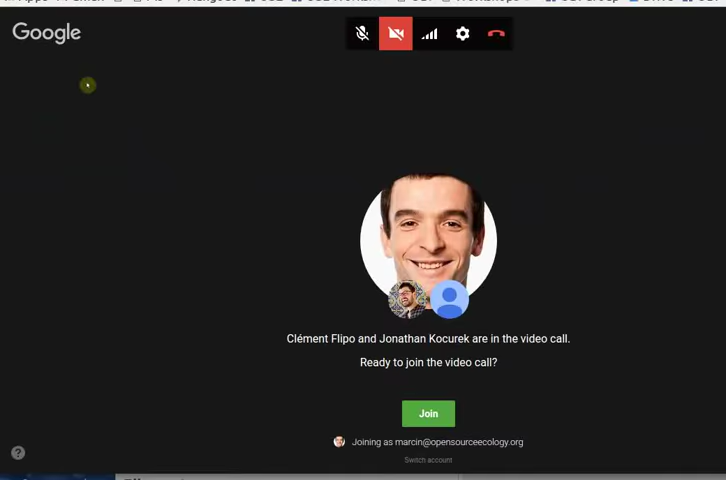 Google
Clément Flipo and Jonathan Kocurek are in the video call.
Ready to join the video call?
Join
Joining as marcin@opensourceecology.org
Switch account
?